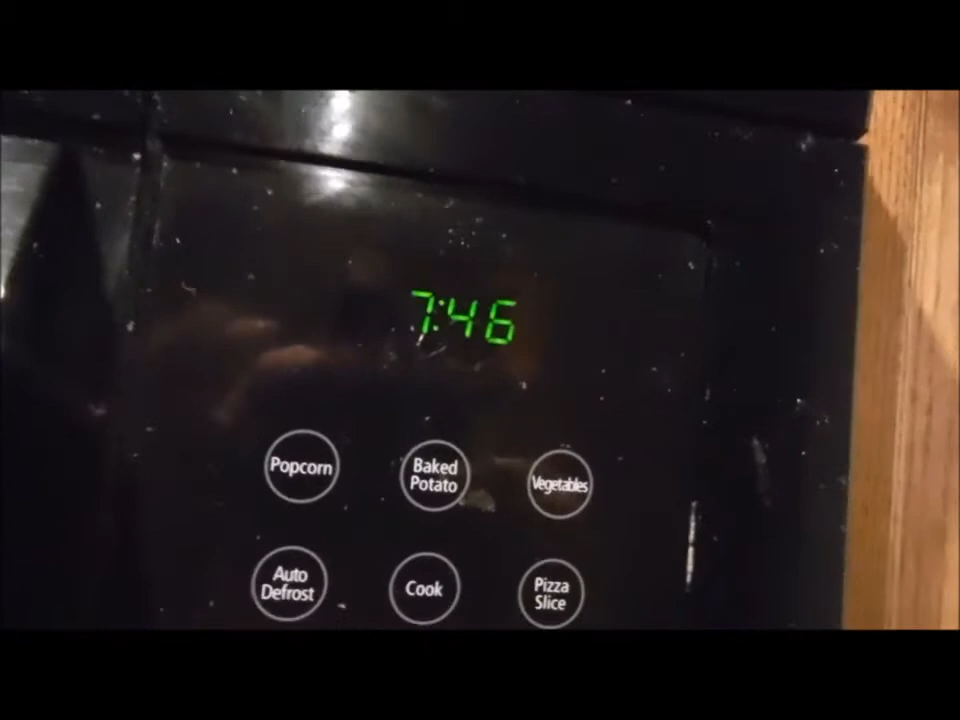 7:46
Popcorn
Baked
Potato
Vegetables
Auto
Defrost
Cook
Pizza
Slice